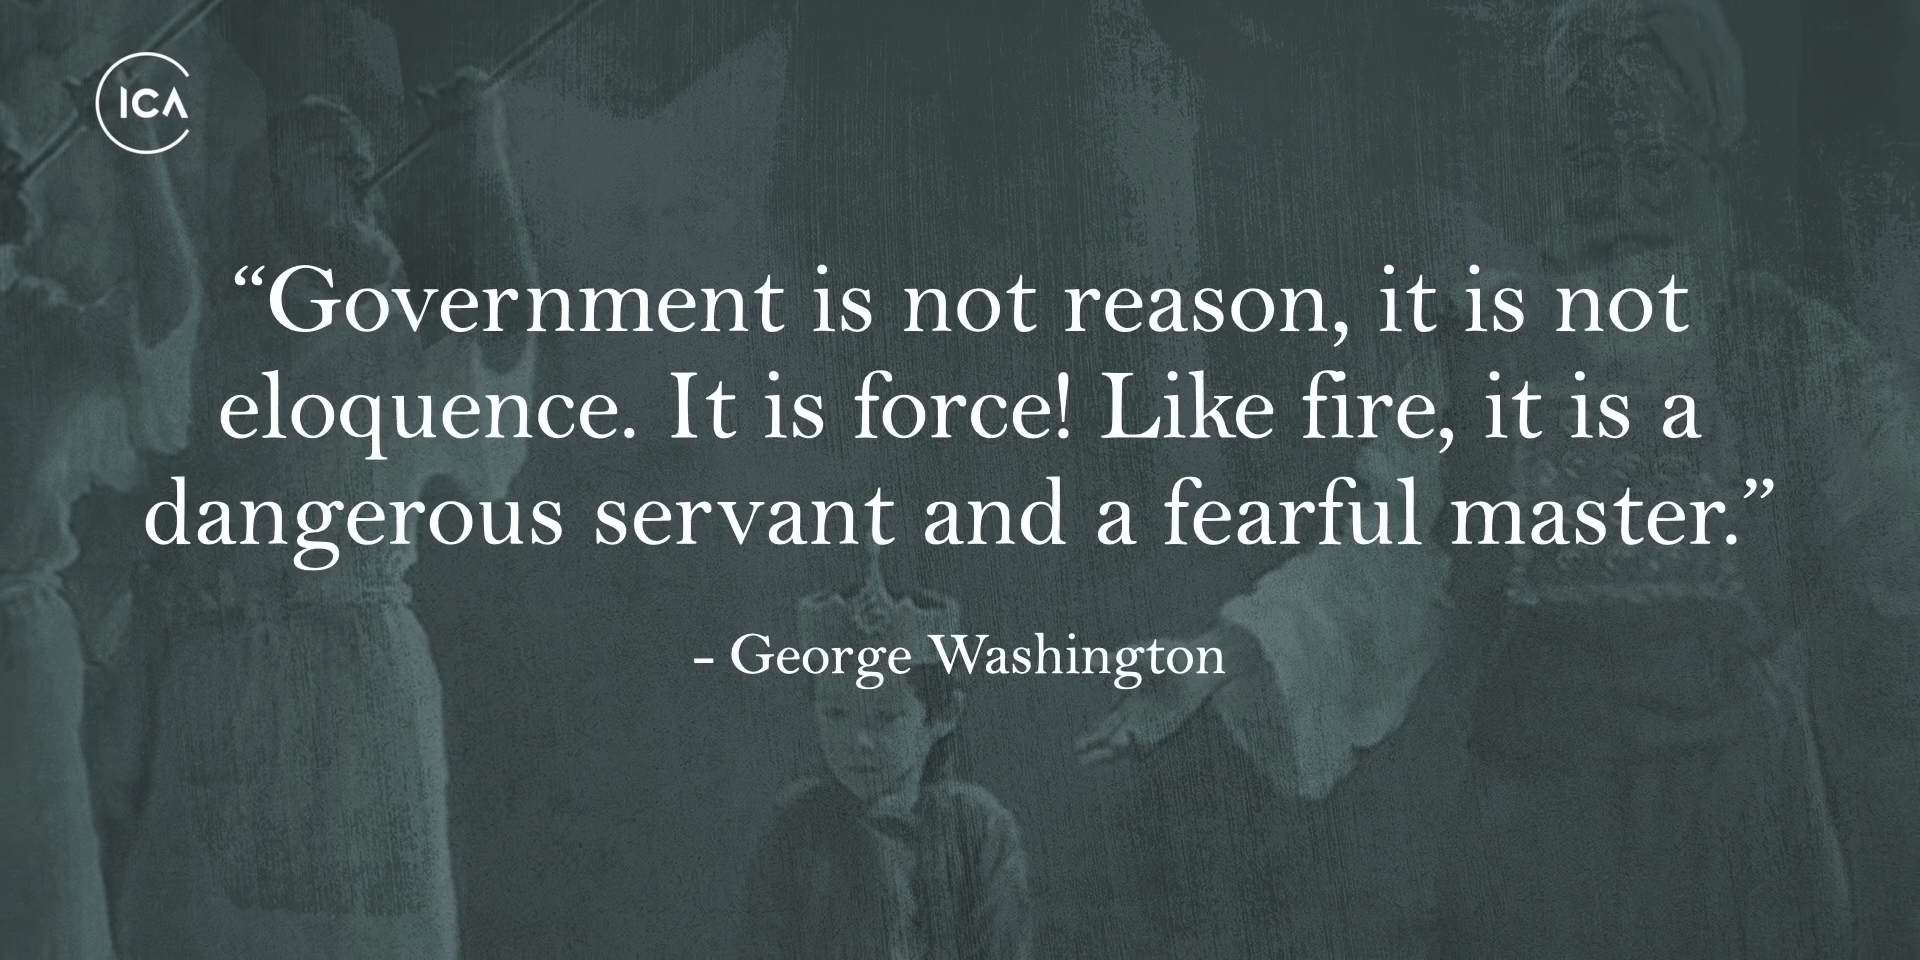 ICA
“Government is not reason, it is not
eloquence. It is force! Like fire, it is a
dangerous servant and a fearful master.”
– George Washington